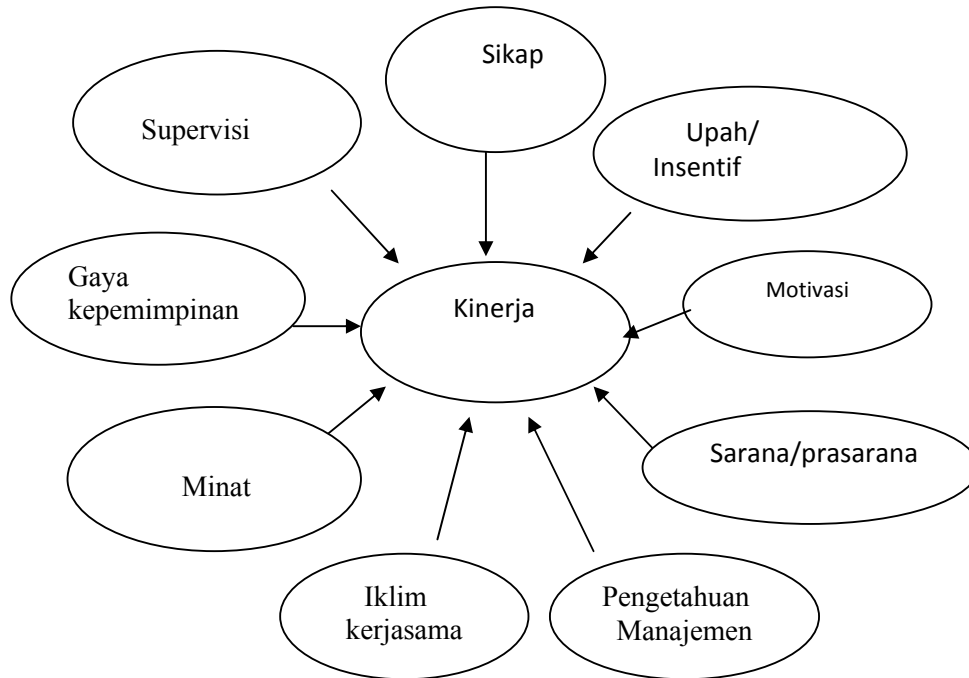 Sikap
Supervisi
Upah/
Insentif
Gaya
kepemimpinan
Kinerja
Motivasi
Minat
Sarana/prasarana
Iklim
kerjasama
Pengetahuan
Manajemen